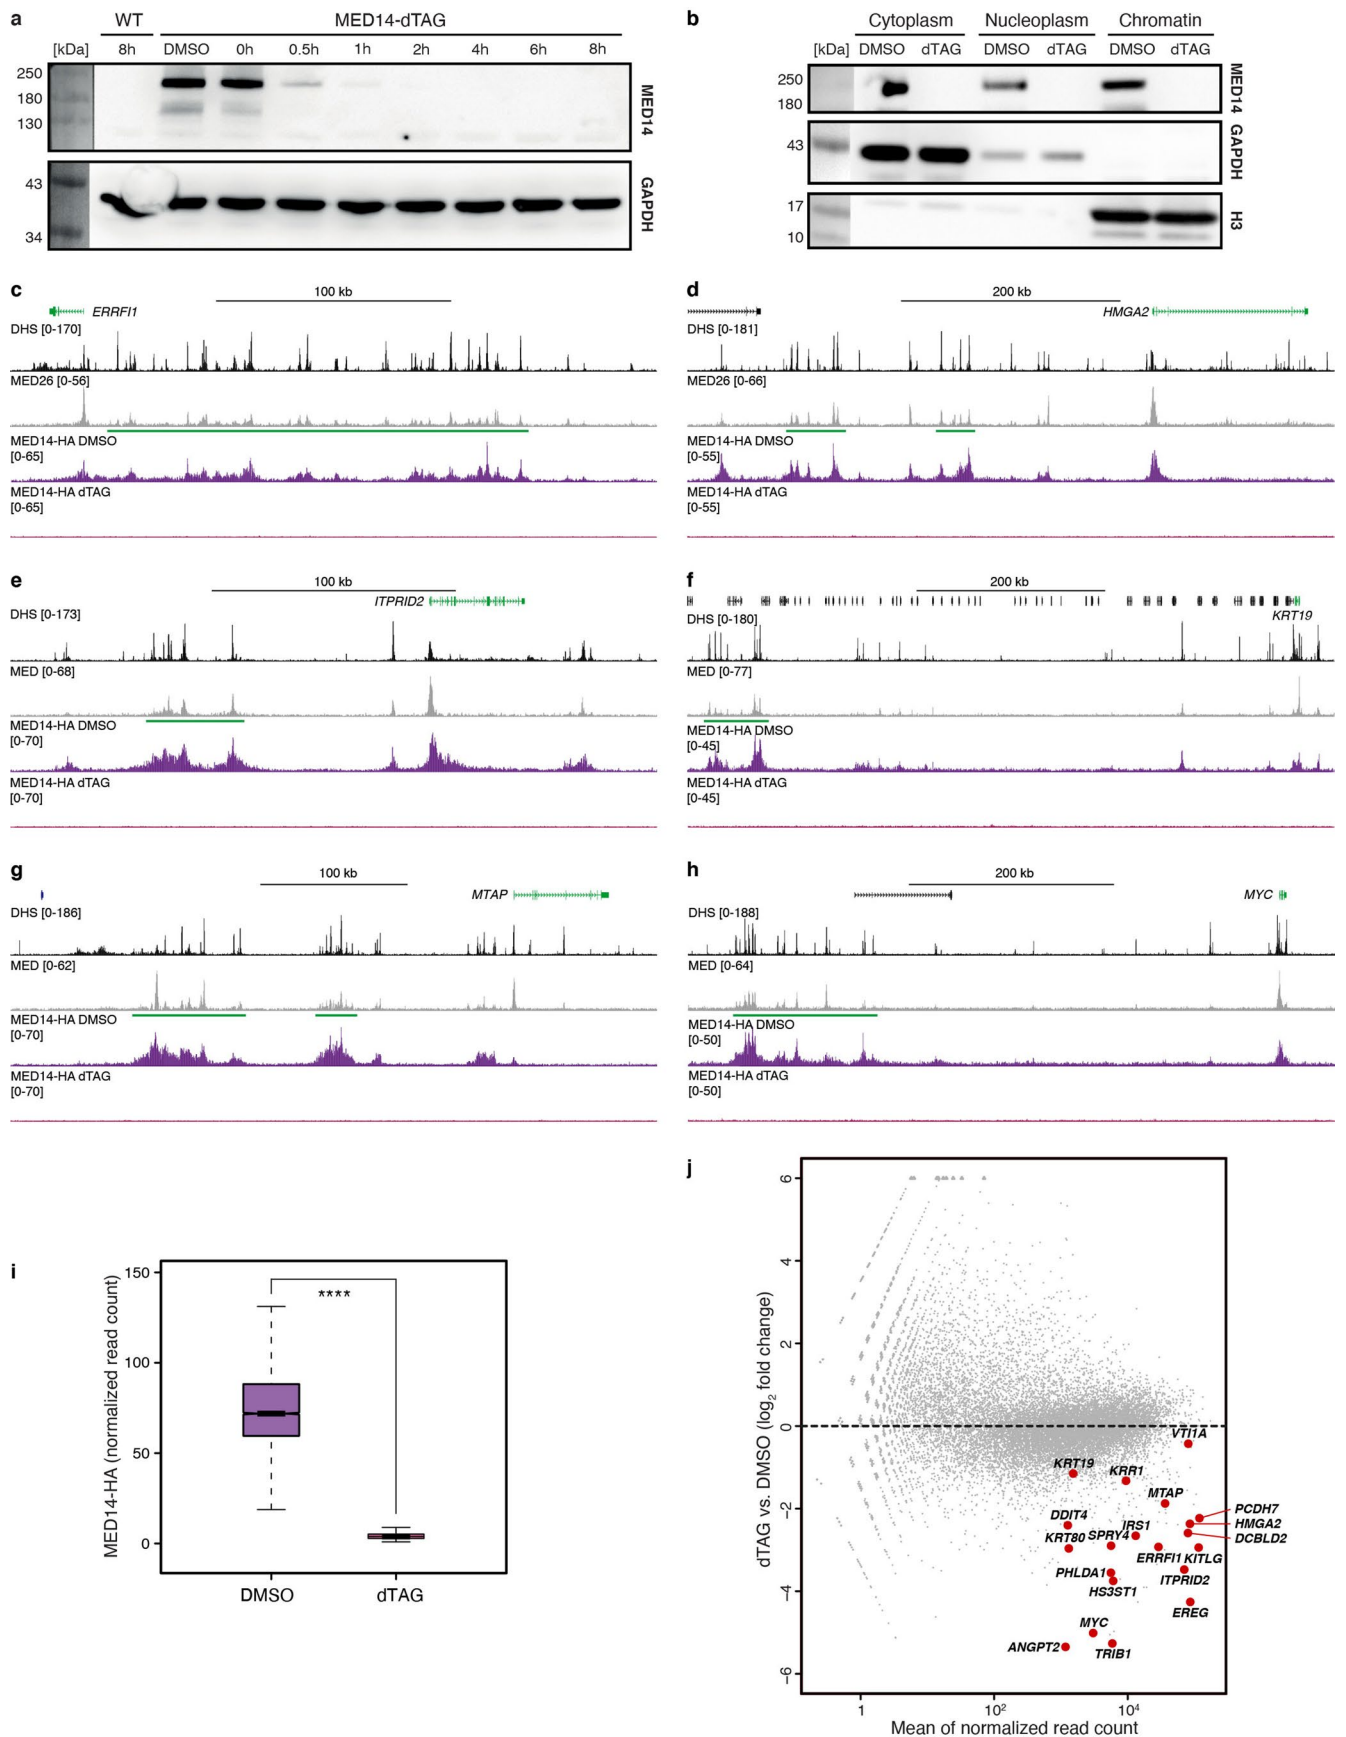 a
WT
MED14-dTAG
[kDa]
8h
DMSO
0h
0.5h
1h
2h
4h
6h
8h
250
180
130
MED14
43
34
GAPDH
b
Cytoplasm
Nucleoplasm
Chromatin
[kDa]
DMSO
dTAG
DMSO
dTAG
DMSO
dTAG
250
180
MED14
43
GAPDH
17
10
H3
c
100 kb
ERRFI1
DHS [0-170]
MED26 [0-56]
MED14-HA DMSO
[0-65]
MED14-HA dTAG
[0-65]
d
200 kb
HMGA2
DHS [0-181]
MED26 [0-66]
MED14-HA DMSO
[0-55]
MED14-HA dTAG
[0-55]
e
100 kb
ITPRID2
DHS [0-173]
MED [0-68]
MED14-HA DMSO
[0-70]
MED14-HA dTAG
[0-70]
f
200 kb
KRT19
DHS [0-180]
MED [0-77]
MED14-HA DMSO
[0-45]
MED14-HA dTAG
[0-45]
g
100 kb
MTAP
DHS [0-186]
MED [0-62]
MED14-HA DMSO
[0-70]
MED14-HA dTAG
[0-70]
h
200 kb
MYC
DHS [0-188]
MED [0-64]
MED14-HA DMSO
[0-50]
MED14-HA dTAG
[0-50]
i
MED14-HA (normalized read count)
150
100
50
0
****
DMSO
dTAG
j
dTAG vs. DMSO (log2 fold change)
6
4
2
0
−2
−4
−6
VTI1A
KRT19
KRR1
MTAP
PCDH7
HMGA2
DCBLD2
DDIT4
IRS1
KRT80
SPRY4
ERRFI1
KITLG
PHLDA1
ITPRID2
HS3ST1
EREG
MYC
ANGPT2
TRIB1
1
10²
10⁴
Mean of normalized read count